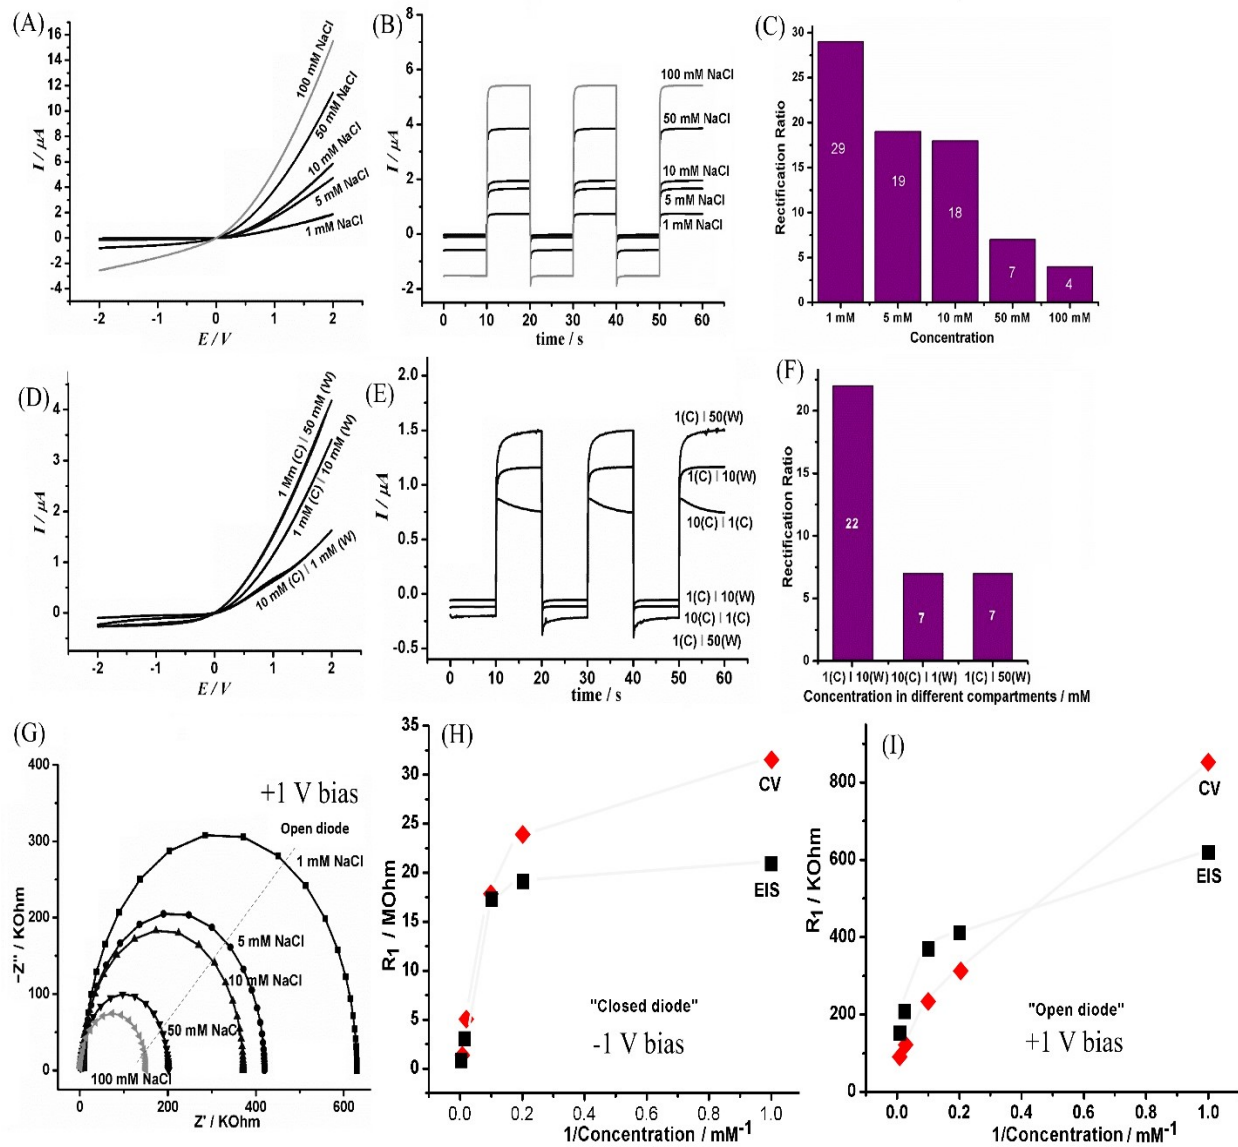 (A)
I / µA
16
14
12
10
8
6
4
2
0
-2
-4
100 mM NaCl
50 mM NaCl
10 mM NaCl
5 mM NaCl
1 mM NaCl
-2 -1 0 1 2
E / V
(B)
I / µA
8
6
4
2
0
-2
100 mM NaCl
50 mM NaCl
10 mM NaCl
5 mM NaCl
1 mM NaCl
0 10 20 30 40 50 60
time / s
(C)
Rectification Ratio
30
25
20
15
10
5
0
29
19
18
7
4
1 mM 5 mM 10 mM 50 mM 100 mM
Concentration
(D)
I / µA
4
3
2
1
0
1 Mm (C) | 50 mM (W)
1 mM (C) | 10 mM (W)
10 mM (C) | 1 mM (W)
-2 -1 0 1 2
E / V
(E)
I / µA
2.0
1.5
1.0
0.5
0.0
-0.5
1(C) | 50(W)
1(C) | 10(W)
10(C) | 1(C)
1(C) | 10(W)
10(C) | 1(C)
1(C) | 50(W)
0 10 20 30 40 50 60
time / s
(F)
Rectification Ratio
20
15
10
5
0
22
7
7
1(C) | 10(W) 10(C) | 1(W) 1(C) | 50(W)
Concentration in different compartments / mM
(G)
-Z" / KOhm
400
300
200
100
0
+1 V bias
Open diode
1 mM NaCl
5 mM NaCl
10 mM NaCl
50 mM NaCl
100 mM NaCl
0 200 400 600
Z' / KOhm
(H)
R1 / MOhm
35
30
25
20
15
10
5
0
CV
EIS
"Closed diode"
-1 V bias
0.0 0.2 0.4 0.6 0.8 1.0
1/Concentration / mM-1
(I)
R1 / KOhm
800
600
400
200
0
CV
EIS
"Open diode"
+1 V bias
0.0 0.2 0.4 0.6 0.8 1.0
1/Concentration / mM-1